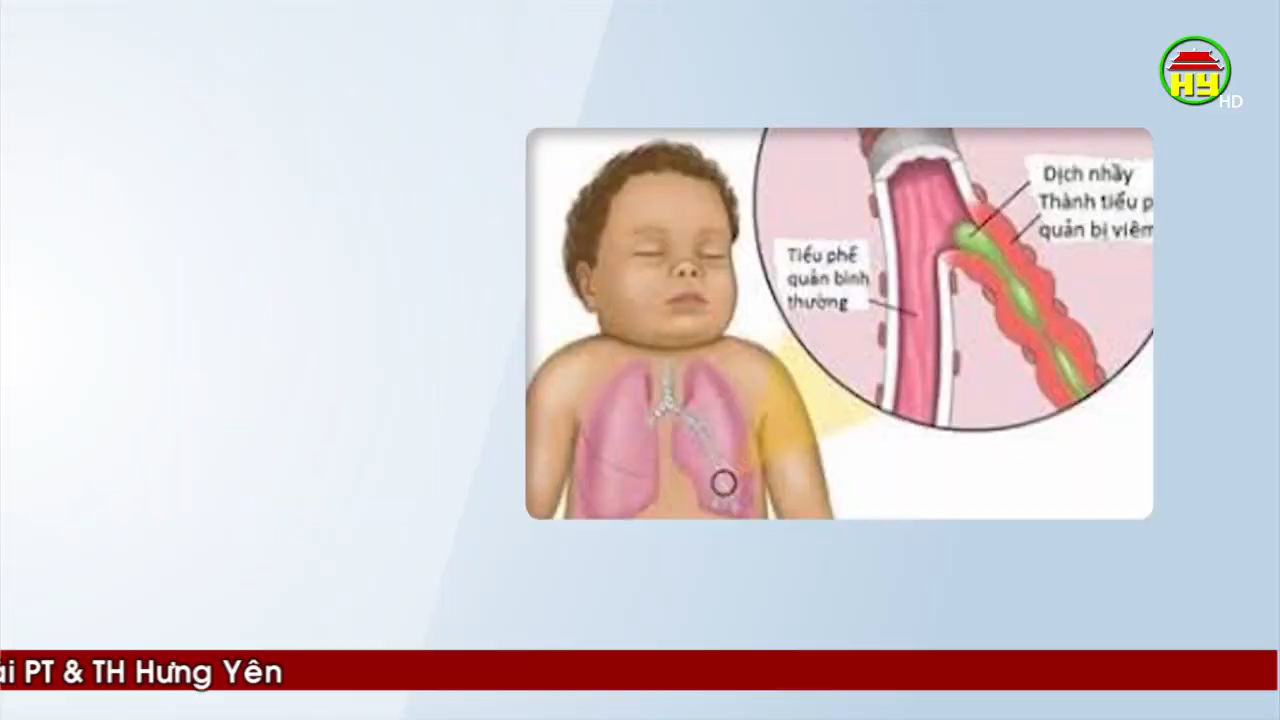 HY
HD
Dịch nhầy
Thành tiểu p
quản bị viêm
Tiểu phế
quản bình
thường
ài PT & TH Hưng Yên